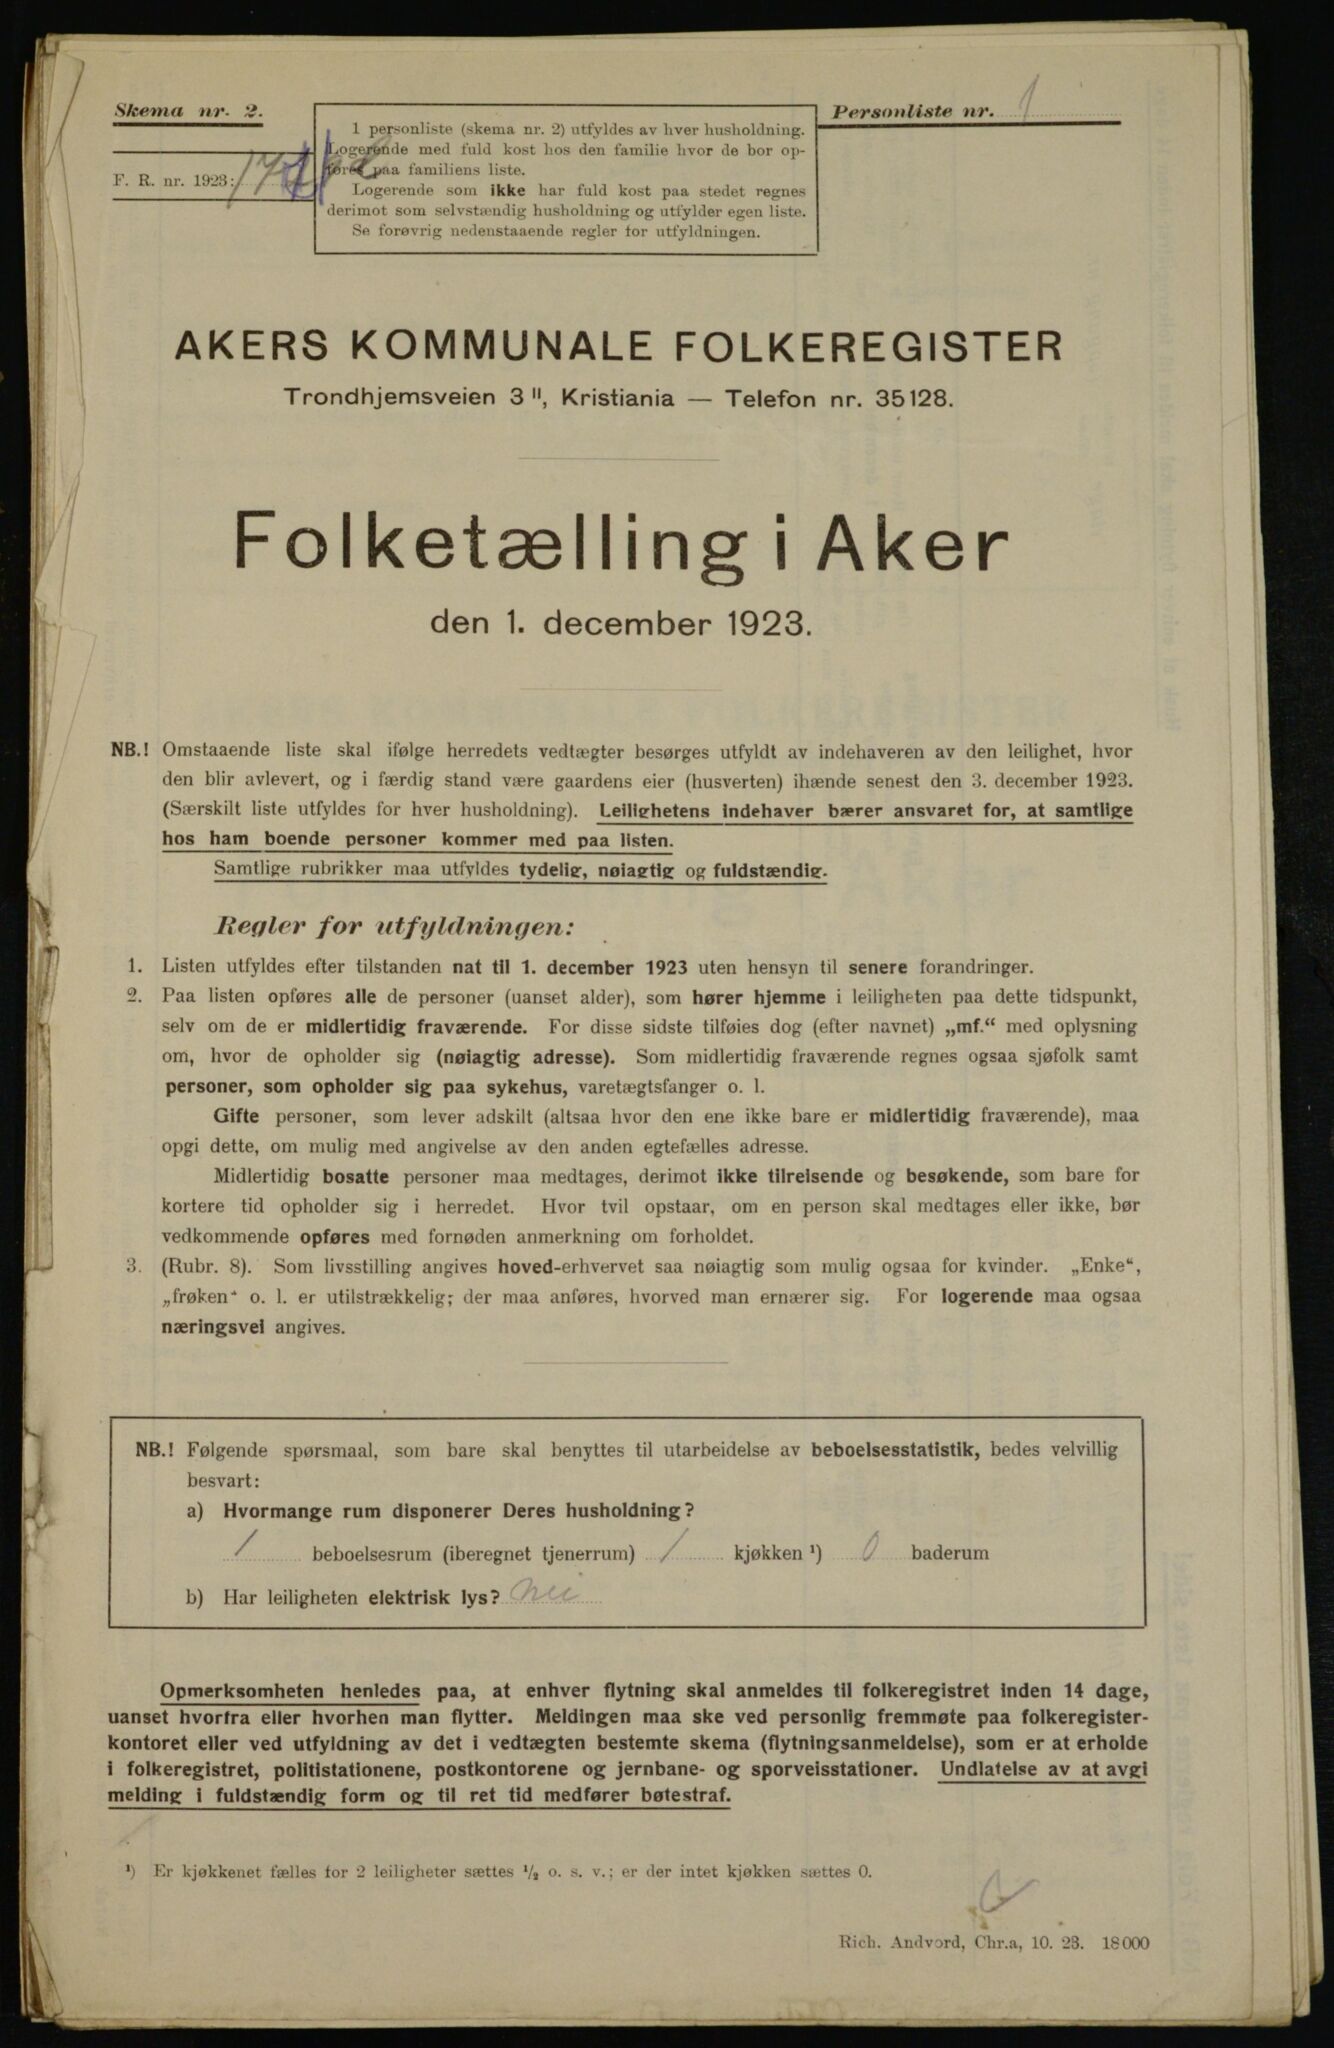 Skema nr. 2.
Personliste nr. 1
F. R. nr. 1923:
1 personliste (skema nr. 2) utfyldes av hver husholdning.
Logerende med fuld kost hos den familie hvor de bor op-
føres paa familiens liste.
Logerende som ikke har fuld kost paa stedet regnes
derimot som selvstændig husholdning og utfylder egen liste.
Se forøvrig nedenstaaende regler for utfyldningen.
AKERS KOMMUNALE FOLKEREGISTER
Trondhjemsveien 3 II, Kristiania — Telefon nr. 35128.
Folketælling i Aker
den 1. december 1923.
NB.! Omstaaende liste skal ifølge herredets vedtægter besørges utfyldt av indehaveren av den leilighet, hvor
den blir avlevert, og i færdig stand være gaardens eier (husverten) ihænde senest den 3. december 1923.
(Særskilt liste utfyldes for hver husholdning). Leilighetens indehaver bærer ansvaret for, at samtlige
hos ham boende personer kommer med paa listen.
Samtlige rubrikker maa utfyldes tydelig, nøiagtig og fuldstændig.
Regler for utfyldningen:
1. Listen utfyldes efter tilstanden nat til 1. december 1923 uten hensyn til senere forandringer.
2. Paa listen opføres alle de personer (uanset alder), som hører hjemme i leiligheten paa dette tidspunkt,
selv om de er midlertidig fraværende. For disse sidste tilføies dog (efter navnet) „mf.“ med oplysning
om, hvor de opholder sig (nøiagtig adresse). Som midlertidig fraværende regnes ogsaa sjøfolk samt
personer, som opholder sig paa sykehus, varetægtsfanger o. l.
Gifte personer, som lever adskilt (altsaa hvor den ene ikke bare er midlertidig fraværende), maa
opgi dette, om mulig med angivelse av den anden egtefælles adresse.
Midlertidig bosatte personer maa medtages, derimot ikke tilreisende og besøkende, som bare for
kortere tid opholder sig i herredet. Hvor tvil opstaar, om en person skal medtages eller ikke, bør
vedkommende opføres med fornøden anmerkning om forholdet.
3. (Rubr. 8). Som livsstilling angives hoved-erhvervet saa nøiagtig som mulig ogsaa for kvinder. „Enke“,
„frøken“ o. l. er utilstrækkelig; der maa anføres, hvorved man ernærer sig. For logerende maa ogsaa
næringsvei angives.
NB.! Følgende spørsmaal, som bare skal benyttes til utarbeidelse av beboelsesstatistik, bedes velvillig
besvart:
a) Hvormange rum disponerer Deres husholdning?
1 beboelsesrum (iberegnet tjenerrum) 1 kjøkken ¹) 0 baderum
b) Har leiligheten elektrisk lys? nei
Opmerksomheten henledes paa, at enhver flytning skal anmeldes til folkeregistret inden 14 dage,
uanset hvorfra eller hvorhen man flytter. Meldingen maa ske ved personlig fremmøte paa folkeregister-
kontoret eller ved utfyldning av det i vedtægten bestemte skema (flytningsanmeldelse), som er at erholde
i folkeregistret, politistationene, postkontorene og jernbane- og sporveisstationer. Undlatelse av at avgi
melding i fuldstændig form og til ret tid medfører bøtestraf.
¹) Er kjøkkenet fælles for 2 leiligheter sættes ½ o. s. v.; er der intet kjøkken sættes 0.
Rich. Andvord, Chr.a, 10. 23. 18000